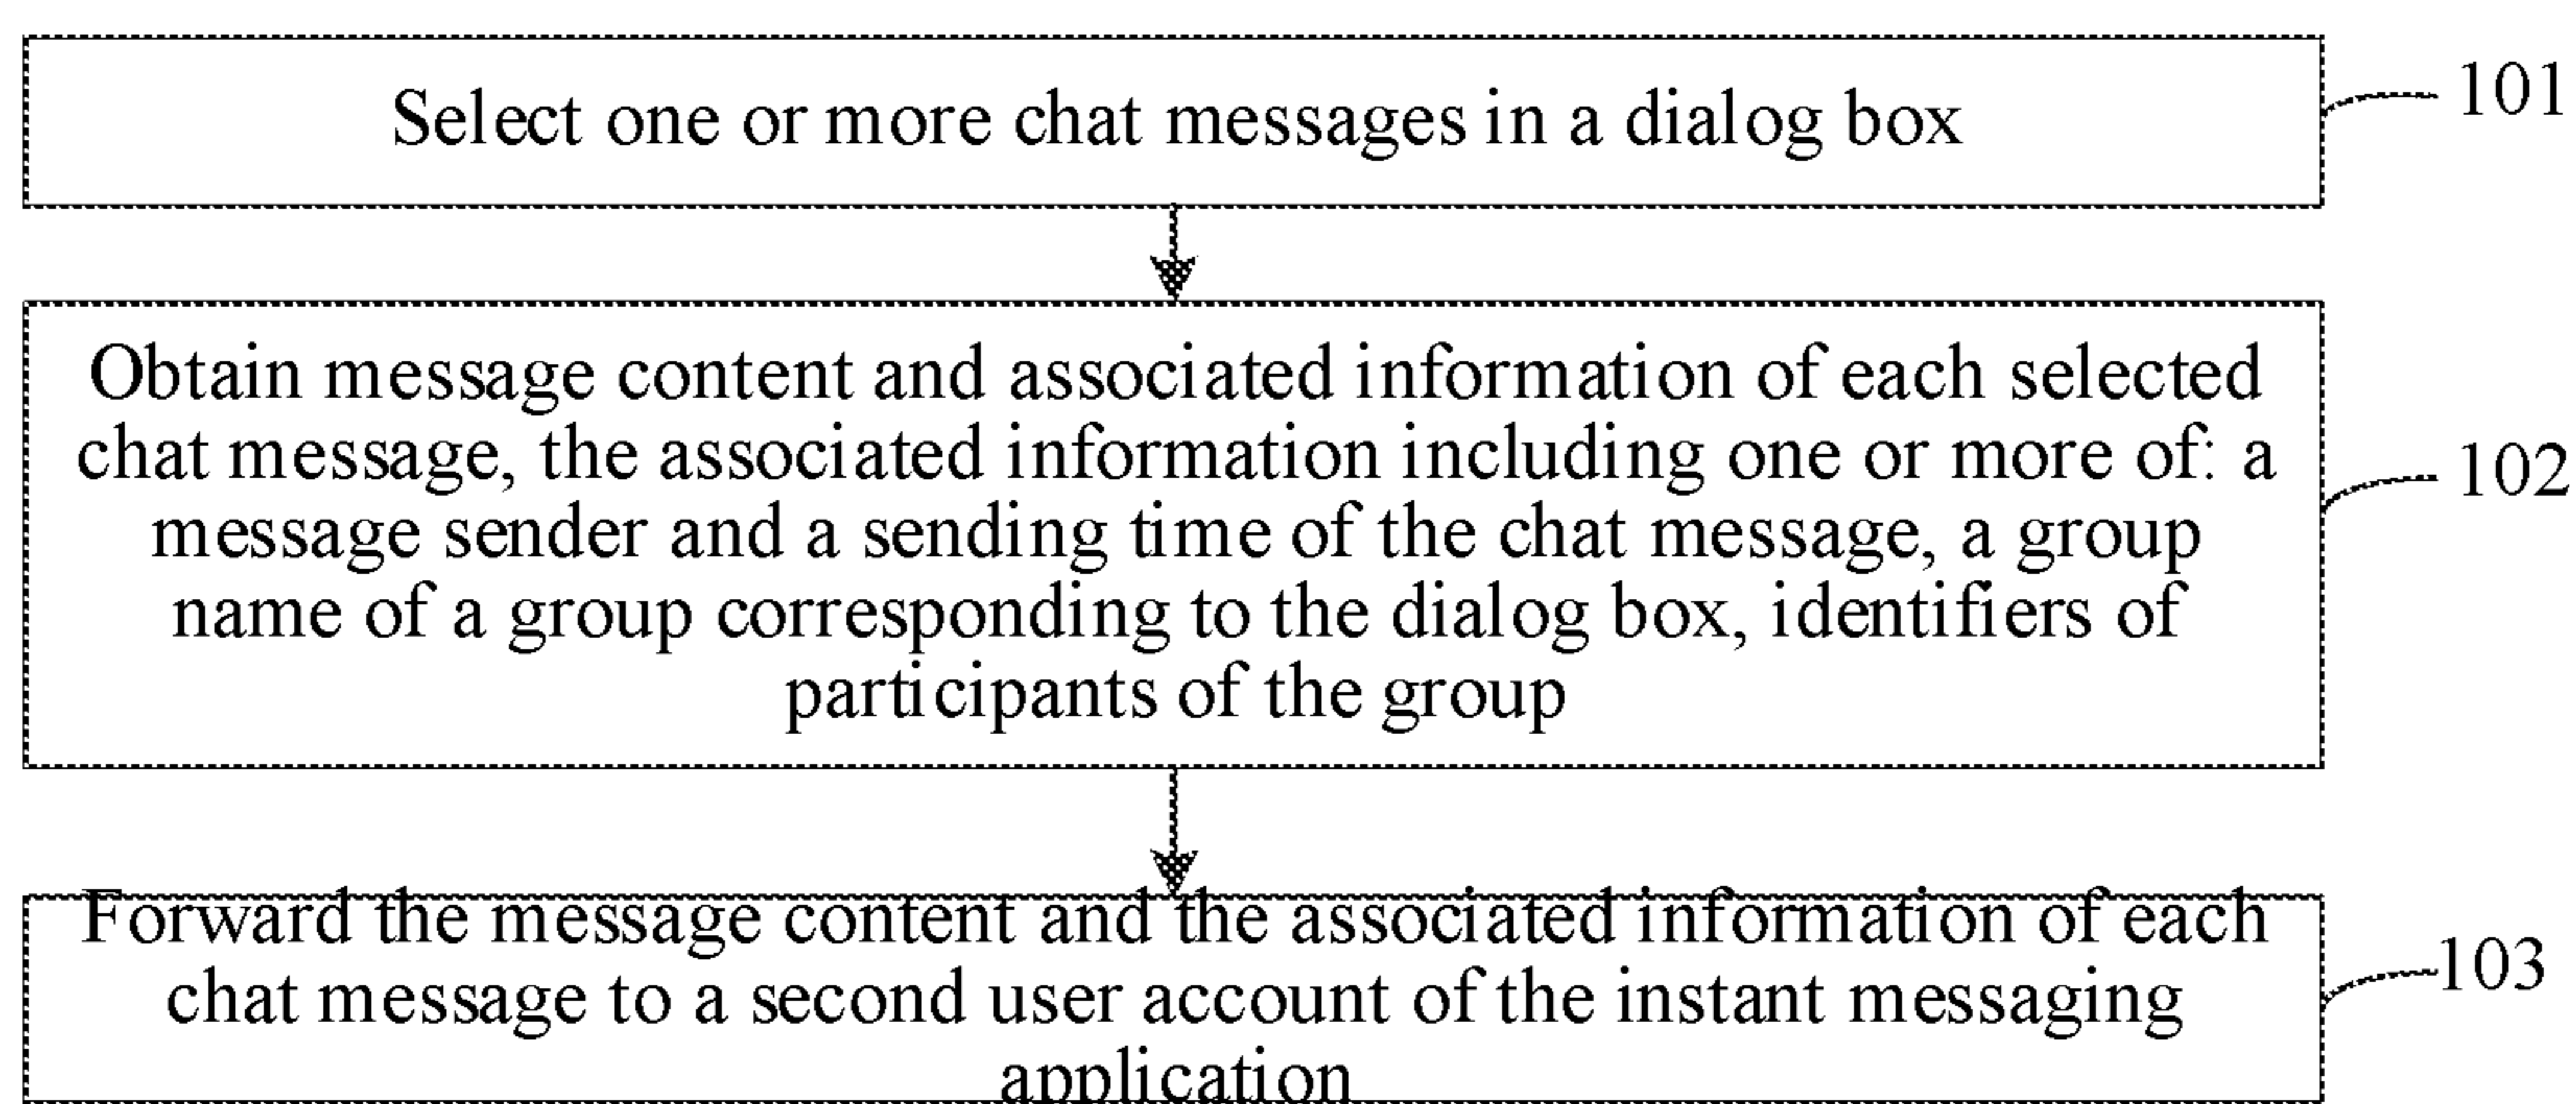 Select one or more chat messages in a dialog box
101
Obtain message content and associated information of each selected
chat message, the associated information including one or more of: a
message sender and a sending time of the chat message, a group
name of a group corresponding to the dialog box, identifiers of
participants of the group
102
Forward the message content and the associated information of each
chat message to a second user account of the instant messaging
application
103